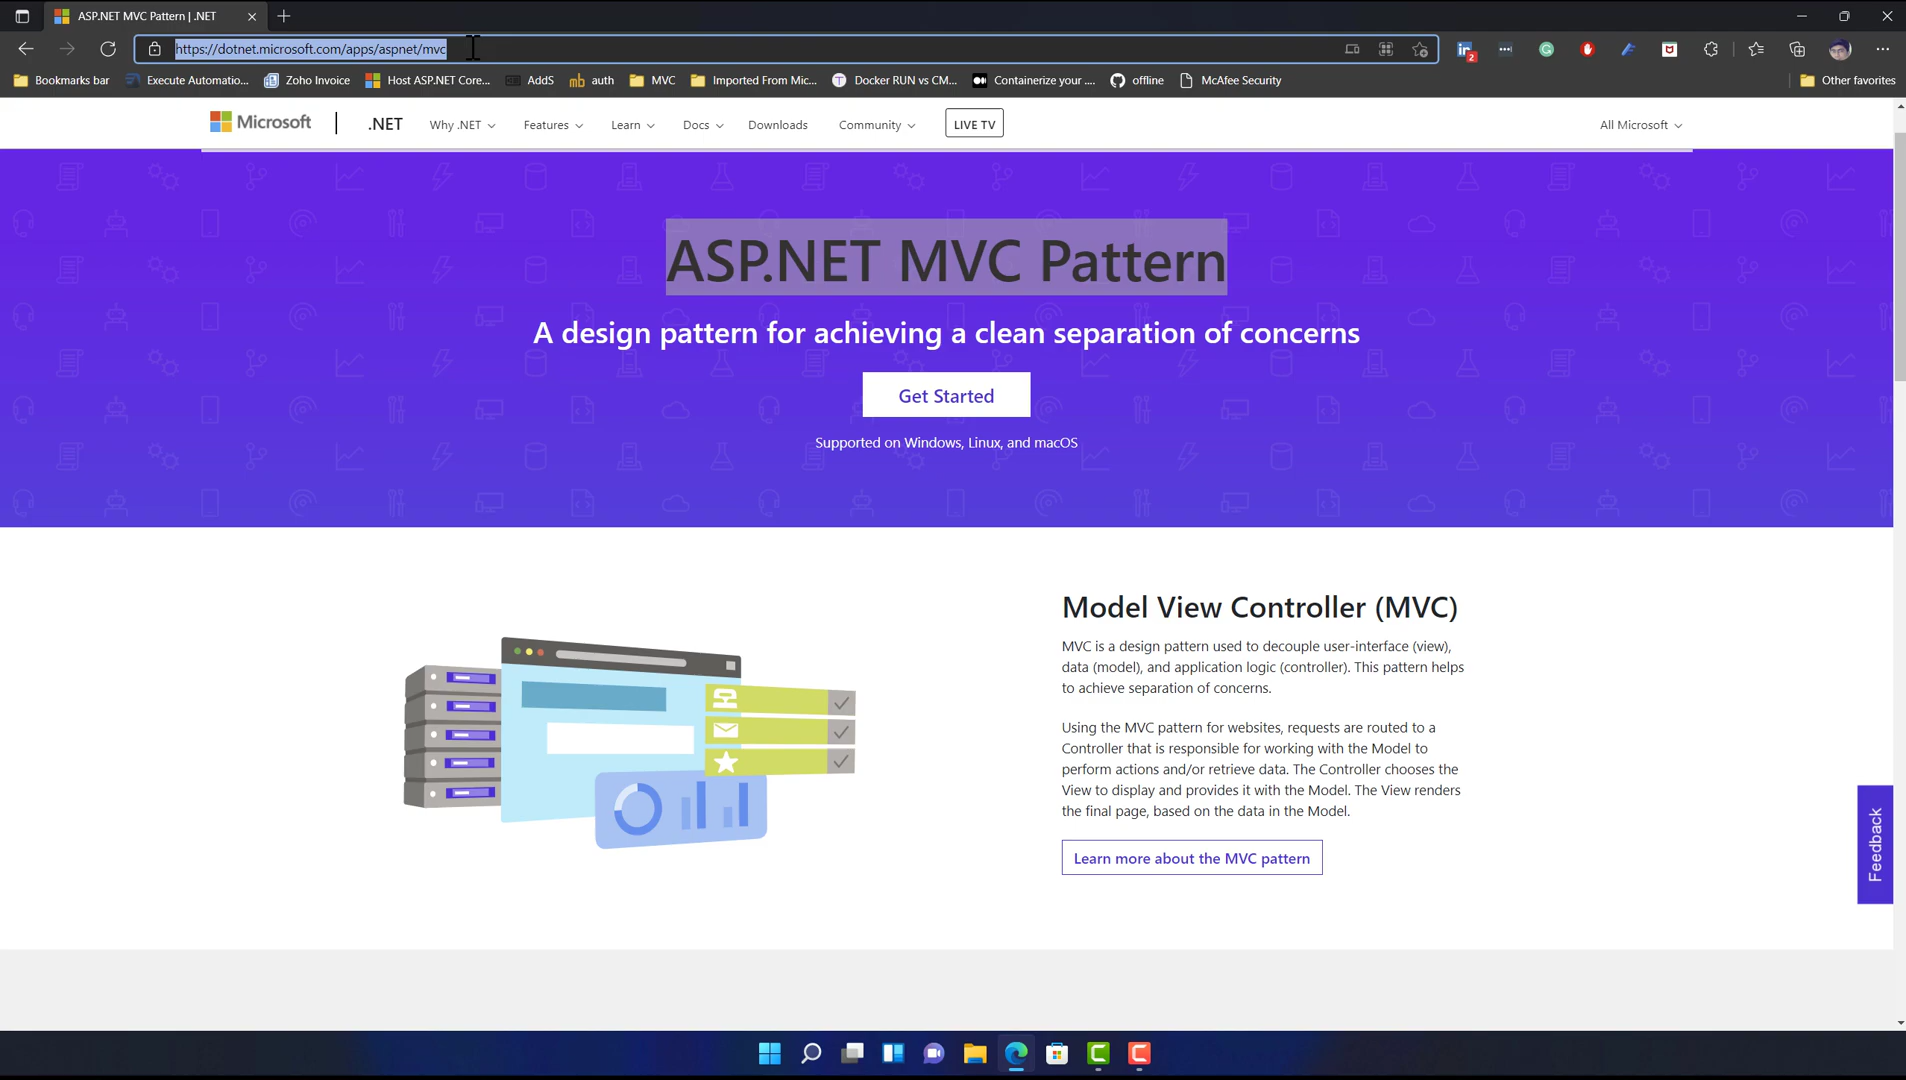 ASP.NET MVC Pattern | .NET
https://dotnet.microsoft.com/apps/aspnet/mvc
2
Bookmarks bar
Execute Automatio...
Zoho Invoice
Host ASP.NET Core...
AddS
auth
MVC
Imported From Mic...
Docker RUN vs CM...
Containerize your ....
offline
McAfee Security
Other favorites
Microsoft
.NET
Why .NET
Features
Learn
Docs
Downloads
Community
LIVE TV
All Microsoft
ASP.NET MVC Pattern
A design pattern for achieving a clean separation of concerns
Get Started
Supported on Windows, Linux, and macOS
Model View Controller (MVC)
MVC is a design pattern used to decouple user-interface (view),
data (model), and application logic (controller). This pattern helps
to achieve separation of concerns.
Using the MVC pattern for websites, requests are routed to a
Controller that is responsible for working with the Model to
perform actions and/or retrieve data. The Controller chooses the
View to display and provides it with the Model. The View renders
the final page, based on the data in the Model.
Learn more about the MVC pattern
Feedback